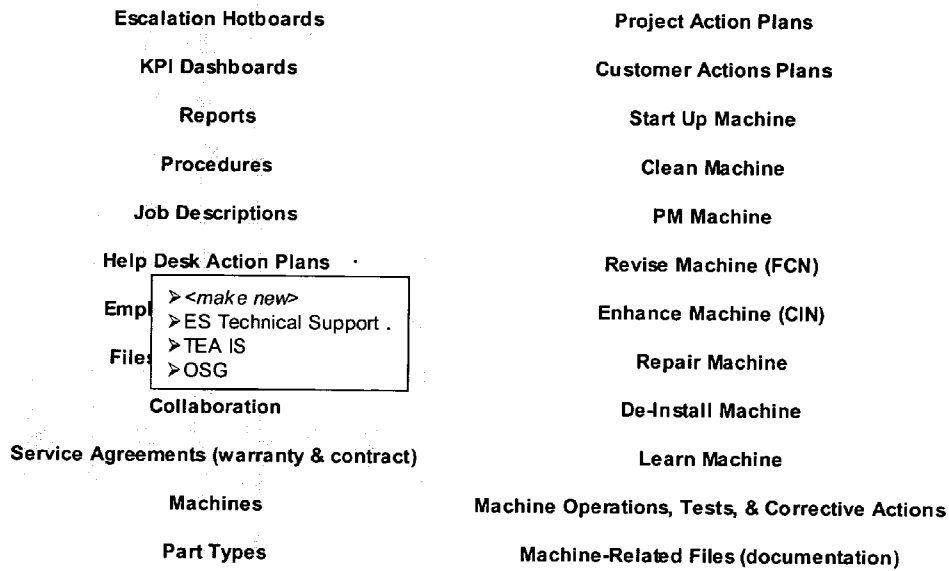 Escalation Hotboards
KPI Dashboards
Reports
Procedures
Job Descriptions
Help Desk Action Plans
➢<make new>
➢ES Technical Support .
➢TEA IS
➢OSG
Collaboration
Service Agreements (warranty & contract)
Machines
Part Types
Project Action Plans
Customer Actions Plans
Start Up Machine
Clean Machine
PM Machine
Revise Machine (FCN)
Enhance Machine (CIN)
Repair Machine
De-Install Machine
Learn Machine
Machine Operations, Tests, & Corrective Actions
Machine-Related Files (documentation)